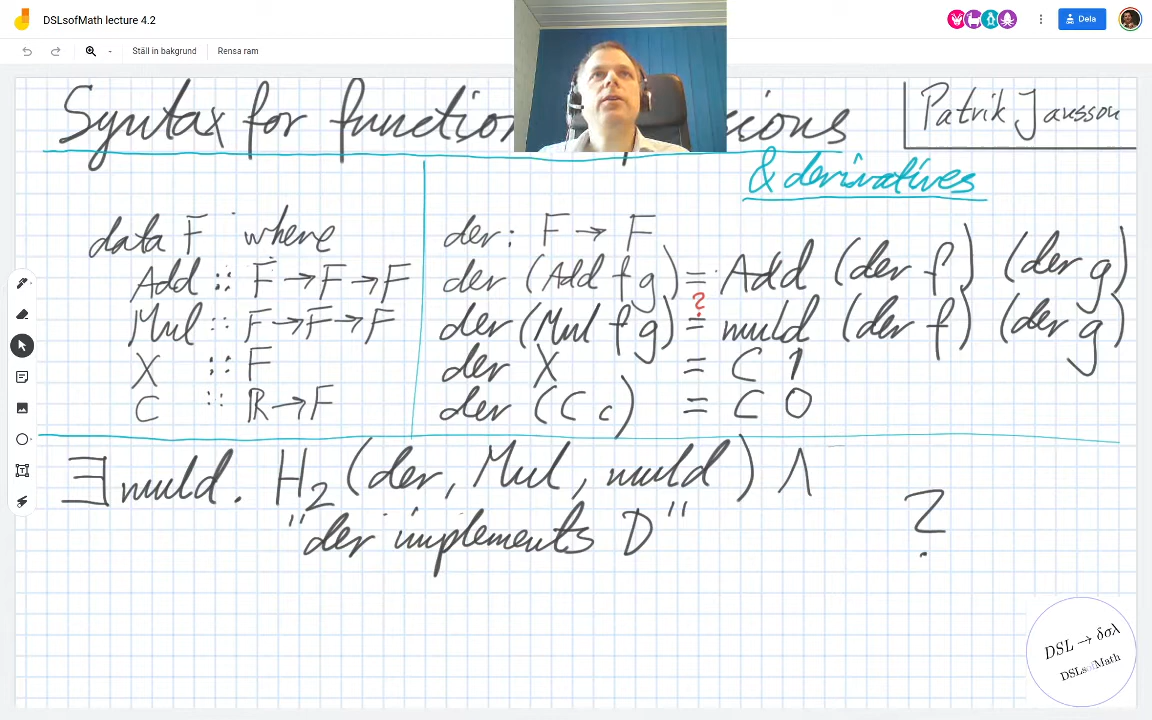 DSLsofMath lecture 4.2
Dela
Ställ in bakgrund
Rensa ram
Syntax for
Patrik Jansson
& derivatives
data F where
Add :: F → F → F
Mul :: F → F → F
X :: F
C :: ℝ → F
der : F → F
der (Add f g) = Add (der f) (der g)
?
der (Mul f g) = muld (der f) (der g)
der X = C 1
der (C c) = C 0
∃ muld. H₂ (der, Mul, muld) ∧
"der implements D"
?
DSL → δσλ
DSLsofMath